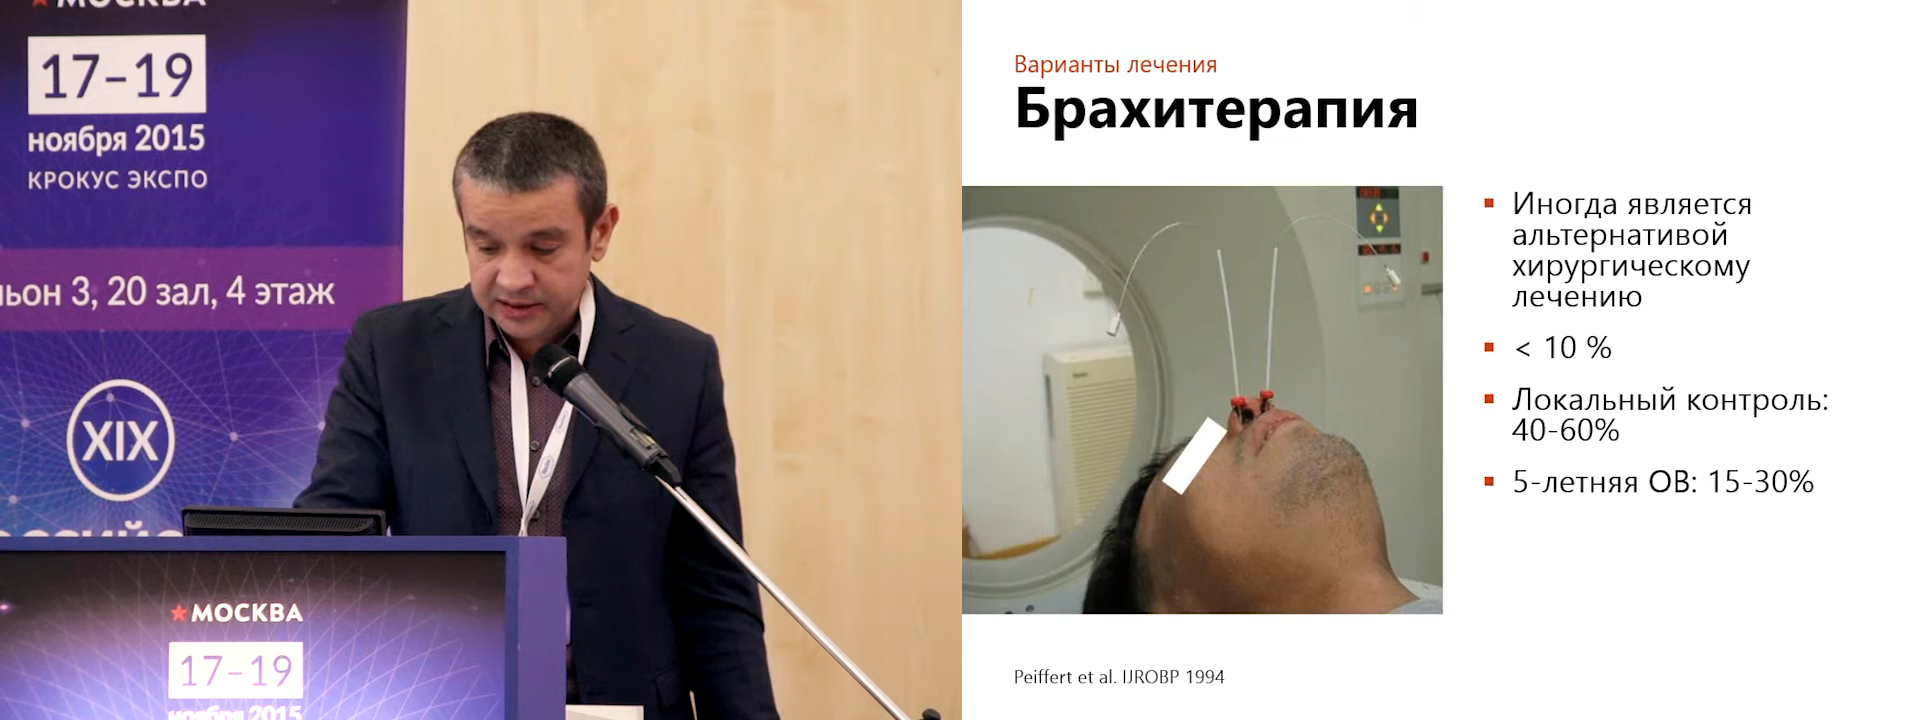 МОСКВА
17–19
ноября 2015
КРОКУС ЭКСПО
3, 20 зал, 4 этаж
XIX
МОСКВА
17–19
ноября 2015
Варианты лечения
Брахитерапия
Иногда является
альтернативой
хирургическому
лечению
< 10 %
Локальный контроль:
40-60%
5-летняя ОВ: 15-30%
Peiffert et al. IJROBP 1994